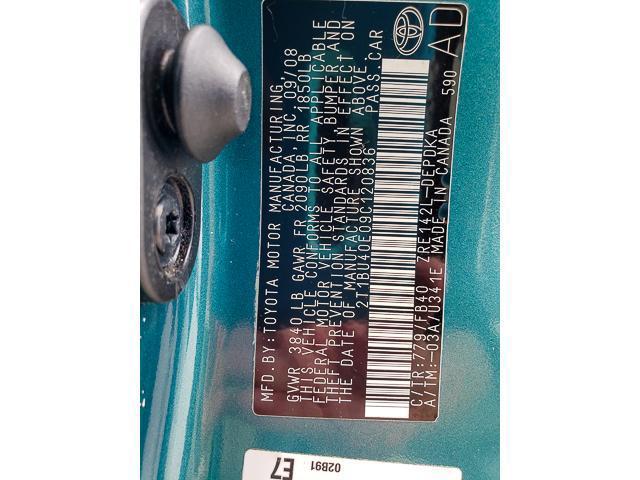 MFD.BY:TOYOTA MOTOR MANUFACTURING
CANADA, INC. 09/08
GVWR 3840LB GAWR FR 2090LB RR 1850LB
THIS VEHICLE CONFORMS TO ALL APPLICABLE
FEDERAL MOTOR VEHICLE SAFETY BUMPER AND
THEFT PREVENTION STANDARDS IN EFFECT ON
THE DATE OF MANUFACTURE SHOWN ABOVE.
2T1BU40E09C120836 PASS.CAR
C/TR:779/FB40 ZRE142L-DEPDKA
A/TM:-03A/U341E MADE IN CANADA 590
AD
02B91
E7